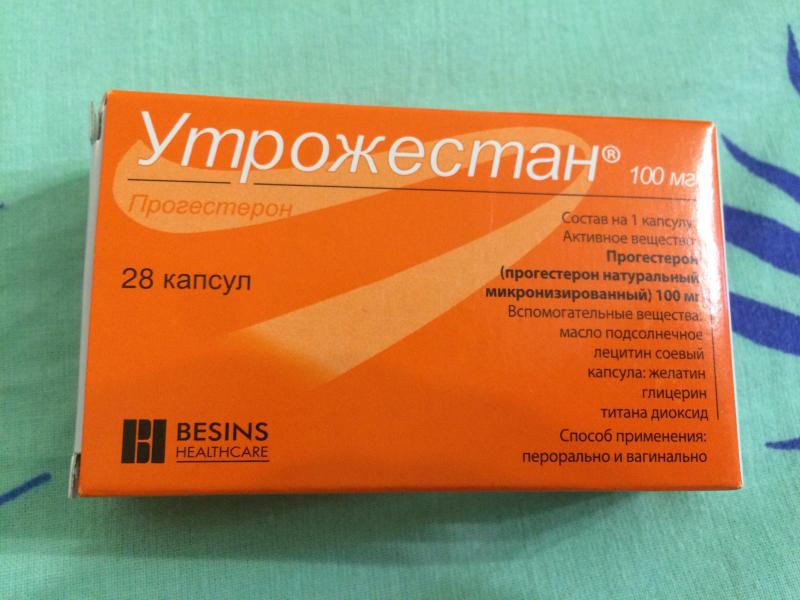 Утрожестан® 100 мг
Прогестерон
28 капсул
Состав на 1 капсулу
Активное вещество
Прогестерон
(прогестерон натуральный
микронизированный) 100 мг
Вспомогательные вещества:
масло подсолнечное
лецитин соевый
капсула: желатин
глицерин
титана диоксид
Способ применения:
перорально и вагинально
BESINS
HEALTHCARE